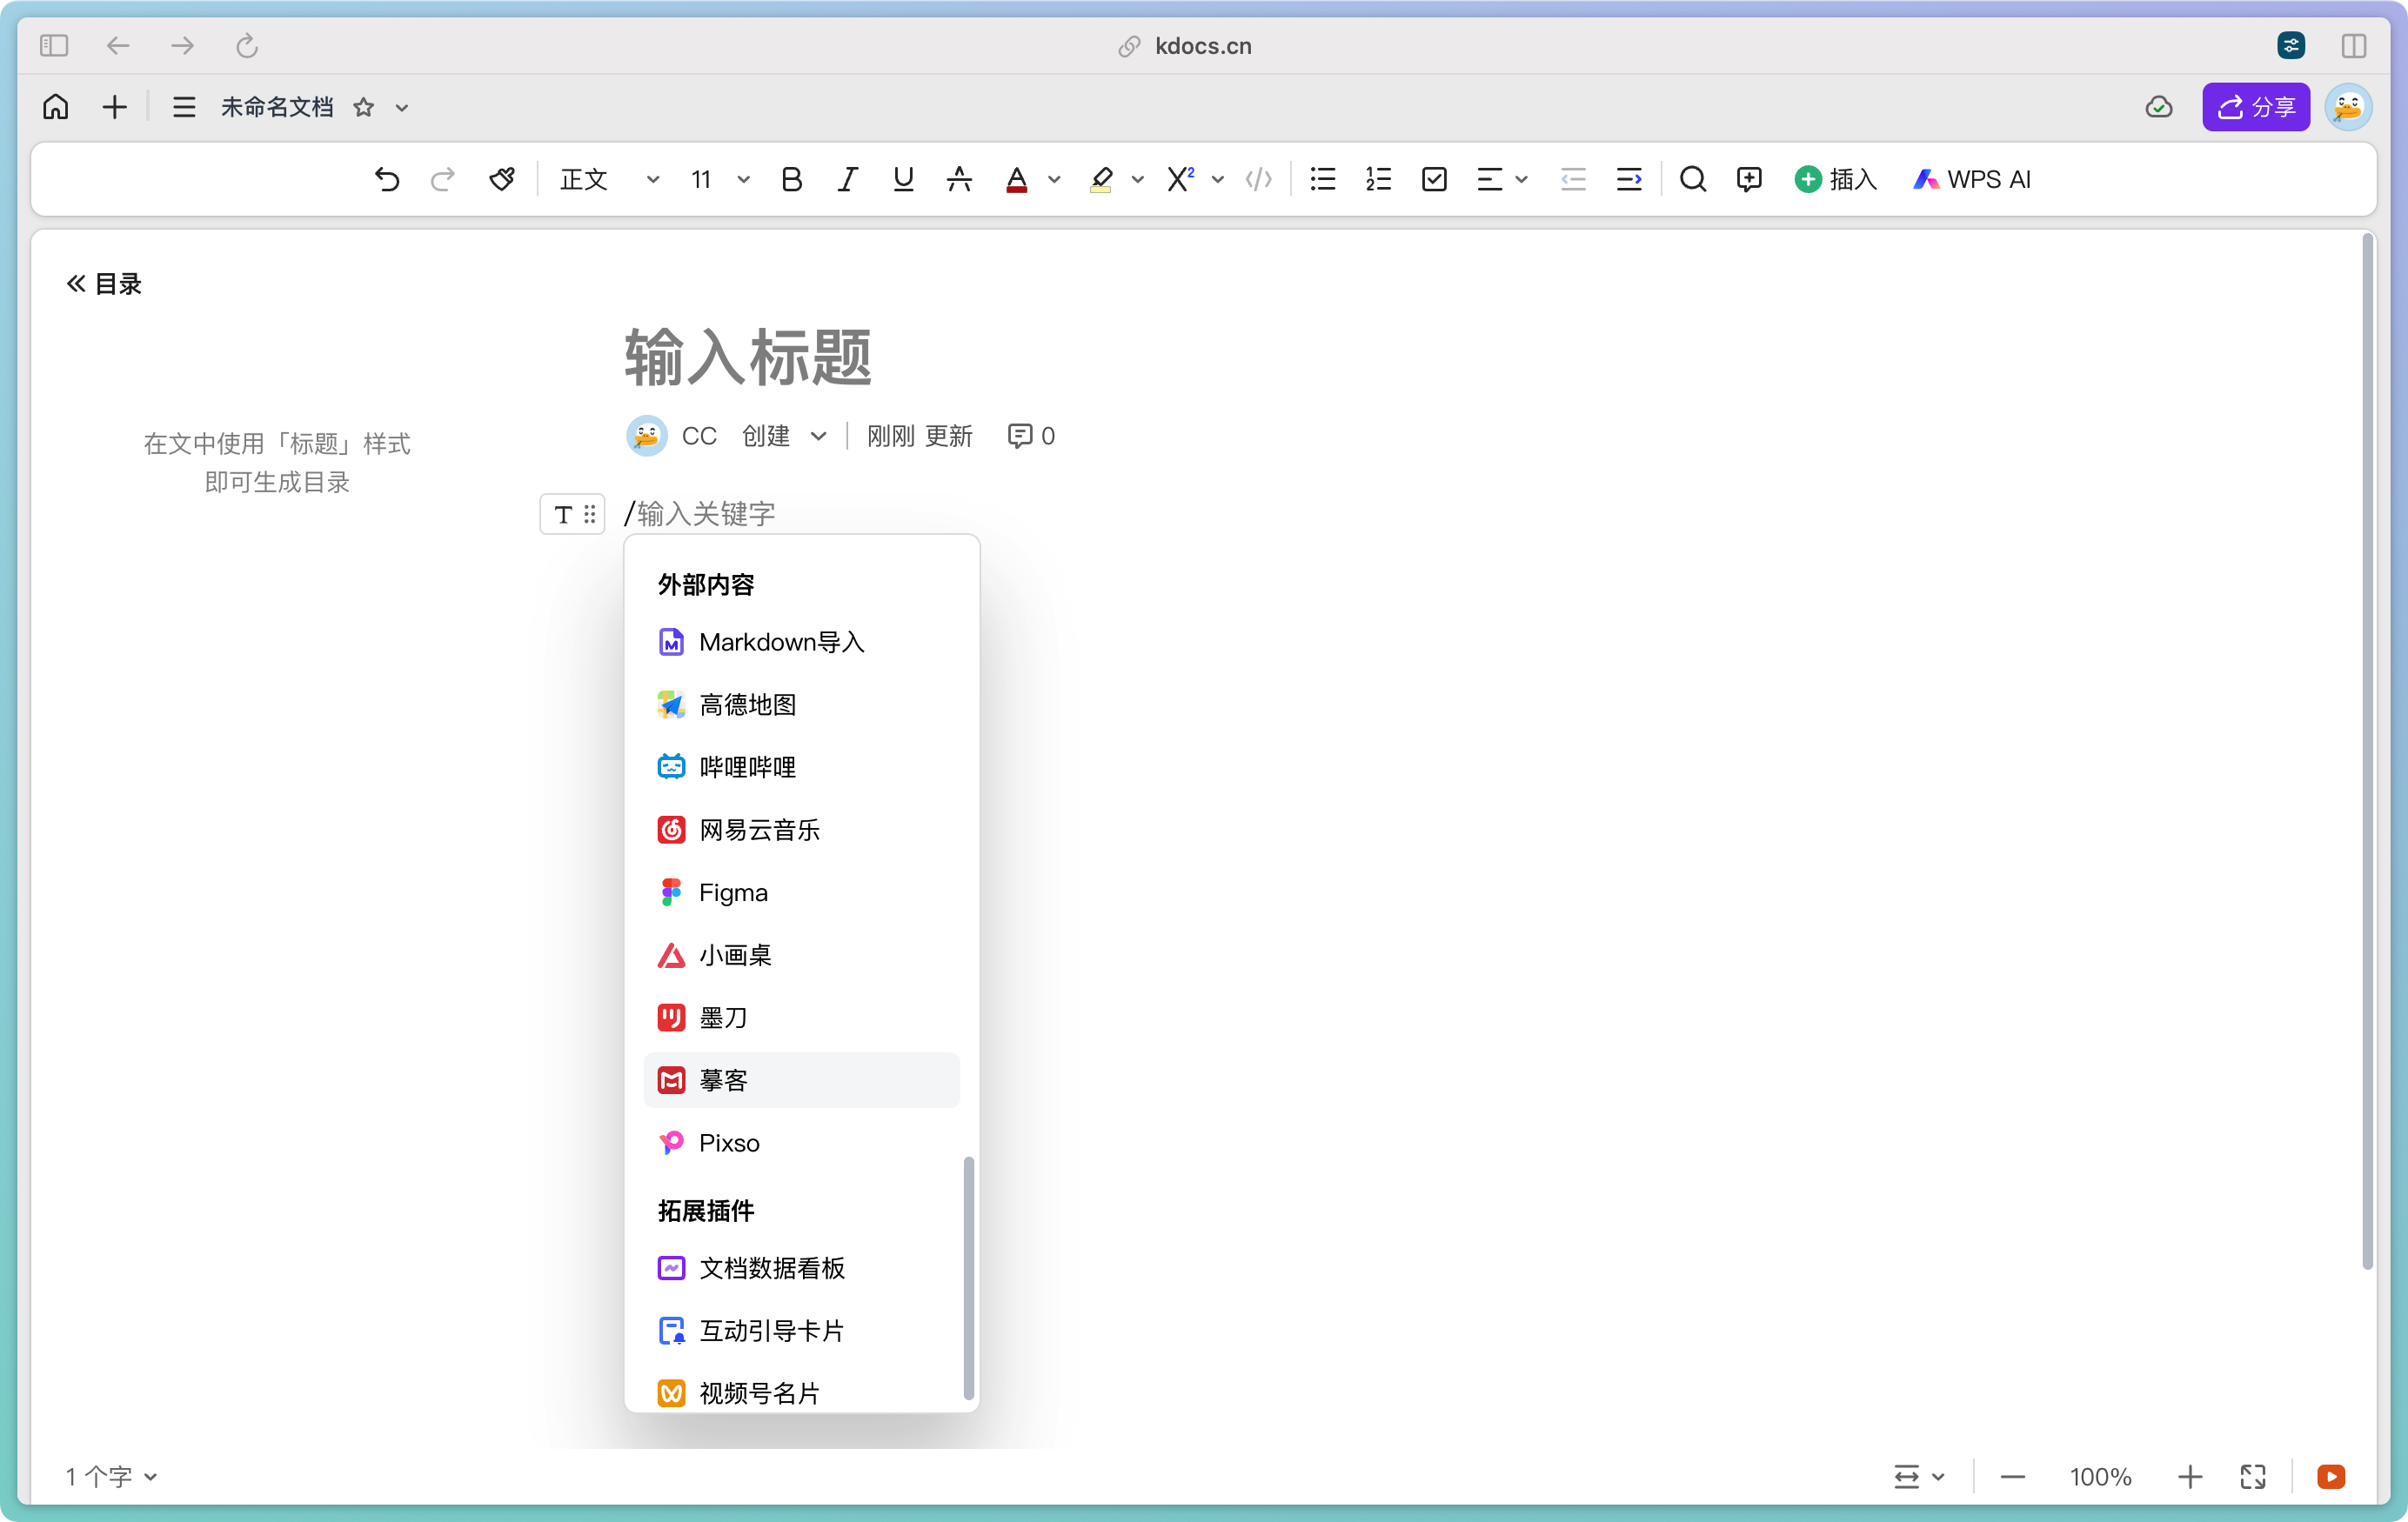 kdocs.cn
未命名文档
分享
正文 11 B I U A A X² </> 插入 WPS AI
目录
输入标题
在文中使用「标题」样式
即可生成目录
CC 创建 刚刚 更新 0
T /输入关键字
外部内容
Markdown导入
高德地图
哔哩哔哩
网易云音乐
Figma
小画桌
墨刀
摹客
Pixso
拓展插件
文档数据看板
互动引导卡片
视频号名片
1 个字
100%